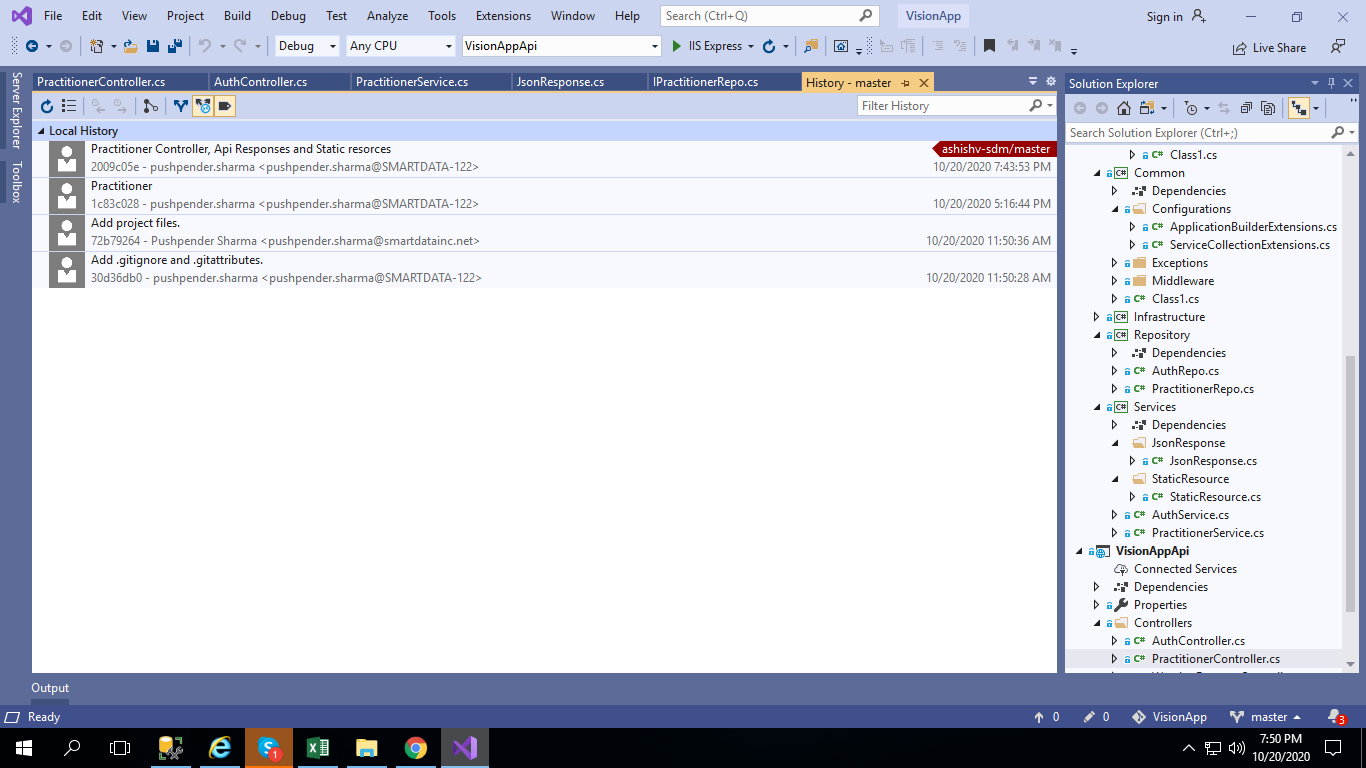 File Edit View Project Build Debug Test Analyze Tools Extensions Window Help Search (Ctrl+Q) VisionApp Sign in
Debug Any CPU VisionAppApi IIS Express Live Share
Server Explorer
Toolbox
PractitionerController.cs AuthController.cs PractitionerService.cs JsonResponse.cs IPractitionerRepo.cs History - master
Filter History
Local History
Practitioner Controller, Api Responses and Static resorces ashishv-sdm/master
2009c05e - pushpender.sharma <pushpender.sharma@SMARTDATA-122> 10/20/2020 7:43:53 PM
Practitioner
1c83c028 - pushpender.sharma <pushpender.sharma@SMARTDATA-122> 10/20/2020 5:16:44 PM
Add project files.
72b79264 - Pushpender Sharma <pushpender.sharma@smartdatainc.net> 10/20/2020 11:50:36 AM
Add .gitignore and .gitattributes.
30d36db0 - pushpender.sharma <pushpender.sharma@SMARTDATA-122> 10/20/2020 11:50:28 AM
Solution Explorer
Search Solution Explorer (Ctrl+;)
C# Class1.cs
C# Common
Dependencies
Configurations
C# ApplicationBuilderExtensions.cs
C# ServiceCollectionExtensions.cs
Exceptions
Middleware
C# Class1.cs
C# Infrastructure
C# Repository
Dependencies
C# AuthRepo.cs
C# PractitionerRepo.cs
C# Services
Dependencies
JsonResponse
C# JsonResponse.cs
StaticResource
C# StaticResource.cs
C# AuthService.cs
C# PractitionerService.cs
VisionAppApi
Connected Services
Dependencies
Properties
Controllers
C# AuthController.cs
C# PractitionerController.cs
Output
Ready 0 0 VisionApp master 3
1
7:50 PM
10/20/2020